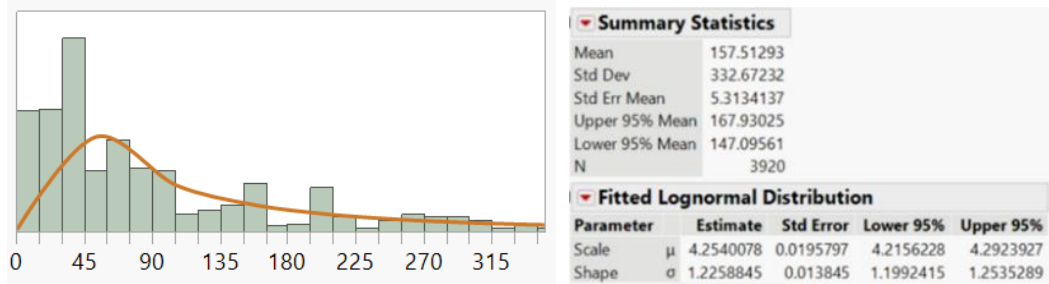 0 45 90 135 180 225 270 315
Summary Statistics
Mean 157.51293
Std Dev 332.67232
Std Err Mean 5.3134137
Upper 95% Mean 167.93025
Lower 95% Mean 147.09561
N 3920
Fitted Lognormal Distribution
Parameter Estimate Std Error Lower 95% Upper 95%
Scale μ 4.2540078 0.0195797 4.2156228 4.2923927
Shape σ 1.2258845 0.013845 1.1992415 1.2535289